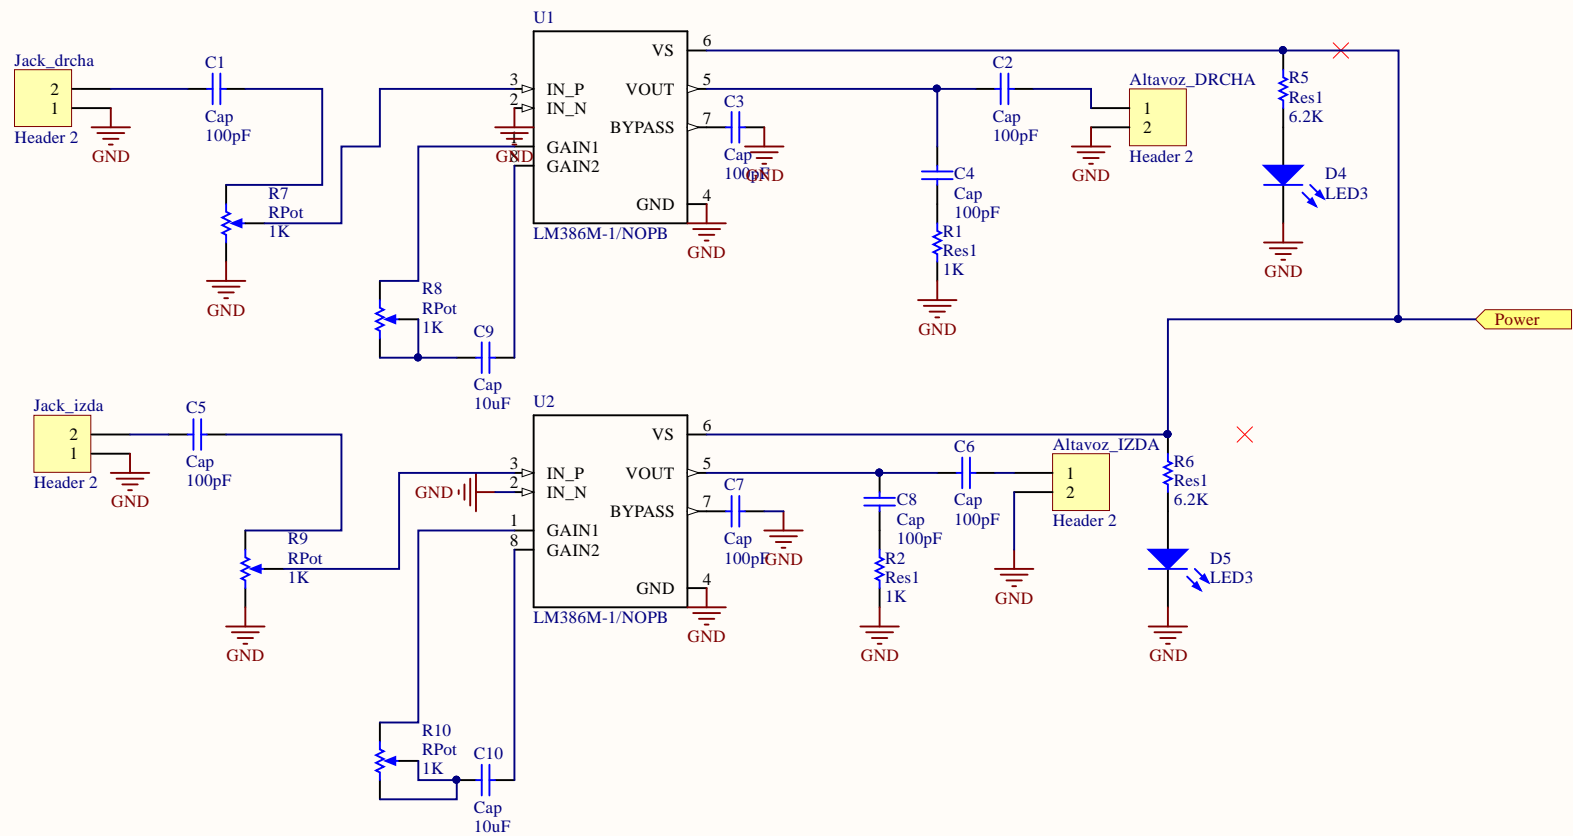 U1
Jack_drcha
2
1
Header 2
GND
C1
Cap
100pF
R7
RPot
1K
GND
3
2
1
8
GND
IN_P
IN_N
GAIN1
GAIN2
VS
VOUT
BYPASS
GND
6
5
7
4
LM386M-1/NOPB
GND
C3
Cap
100pF
GND
C2
Cap
100pF
Altavoz_DRCHA
1
2
Header 2
GND
C4
Cap
100pF
R1
Res1
1K
GND
R5
Res1
6.2K
D4
LED3
GND
R8
RPot
1K
C9
Cap
10uF
Power
U2
Jack_izda
2
1
Header 2
GND
C5
Cap
100pF
R9
RPot
1K
GND
GND
3
2
1
8
IN_P
IN_N
GAIN1
GAIN2
VS
VOUT
BYPASS
GND
6
5
7
4
LM386M-1/NOPB
GND
C7
Cap
100pF
GND
C6
Cap
100pF
Altavoz_IZDA
1
2
Header 2
GND
C8
Cap
100pF
R2
Res1
1K
GND
R6
Res1
6.2K
D5
LED3
GND
R10
RPot
1K
C10
Cap
10uF